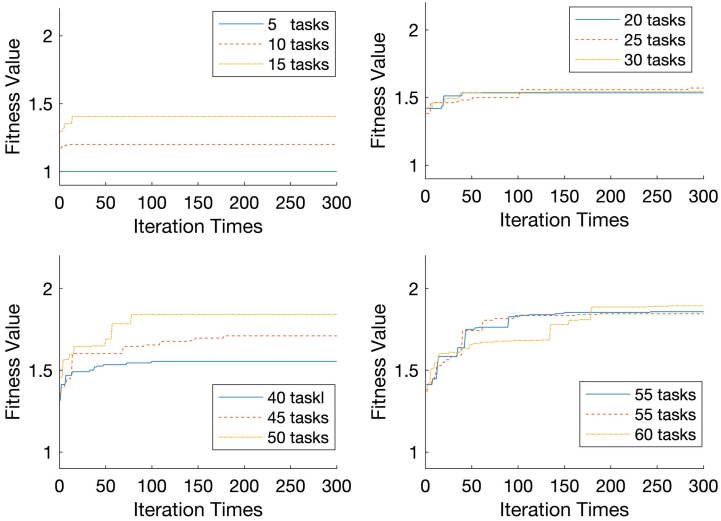 5 tasks
10 tasks
15 tasks
2
1.5
1
Fitness Value
0 50 100 150 200 250 300
Iteration Times
20 tasks
25 tasks
30 tasks
2
1.5
1
Fitness Value
0 50 100 150 200 250 300
Iteration Times
2
1.5
1
Fitness Value
40 taskl
45 tasks
50 tasks
0 50 100 150 200 250 300
Iteration Times
2
1.5
1
Fitness Value
55 tasks
55 tasks
60 tasks
0 50 100 150 200 250 300
Iteration Times